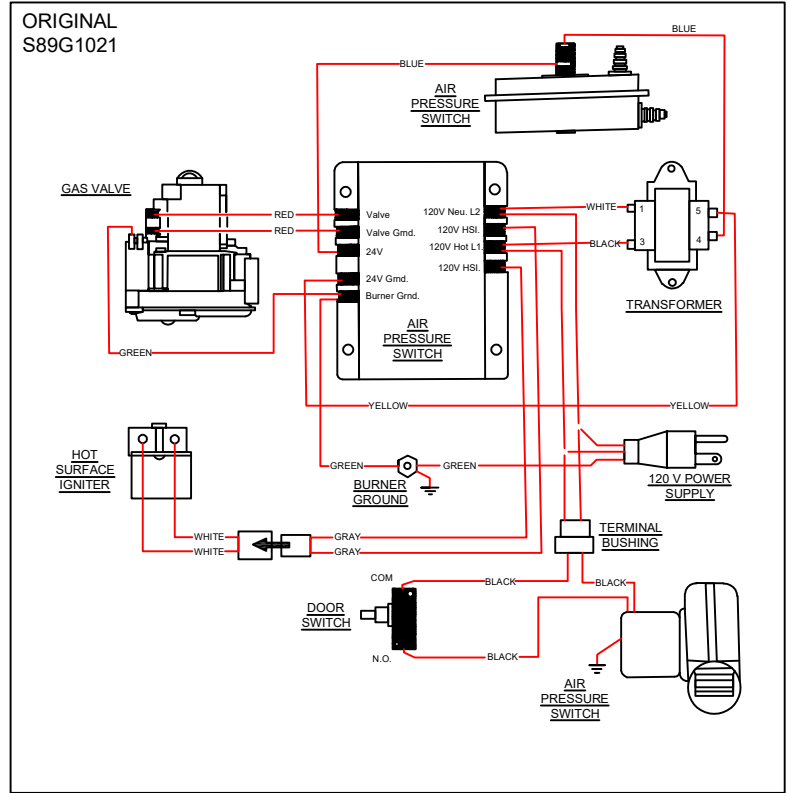 ORIGINAL
S89G1021
BLUE
BLUE
AIR
PRESSURE
SWITCH
GAS VALVE
RED
RED
Valve
Valve Gmd.
24V
24V Gmd.
Burner Grnd.
120V Neu. L2
120V HSI.
120V Hot L1.
120V HSI.
AIR
PRESSURE
SWITCH
WHITE
BLACK
1
3
5
4
TRANSFORMER
GREEN
YELLOW
YELLOW
HOT
SURFACE
IGNITER
GREEN
GREEN
BURNER
GROUND
120 V POWER
SUPPLY
WHITE
WHITE
GRAY
GRAY
TERMINAL
BUSHING
COM
BLACK
BLACK
DOOR
SWITCH
N.O.
BLACK
AIR
PRESSURE
SWITCH